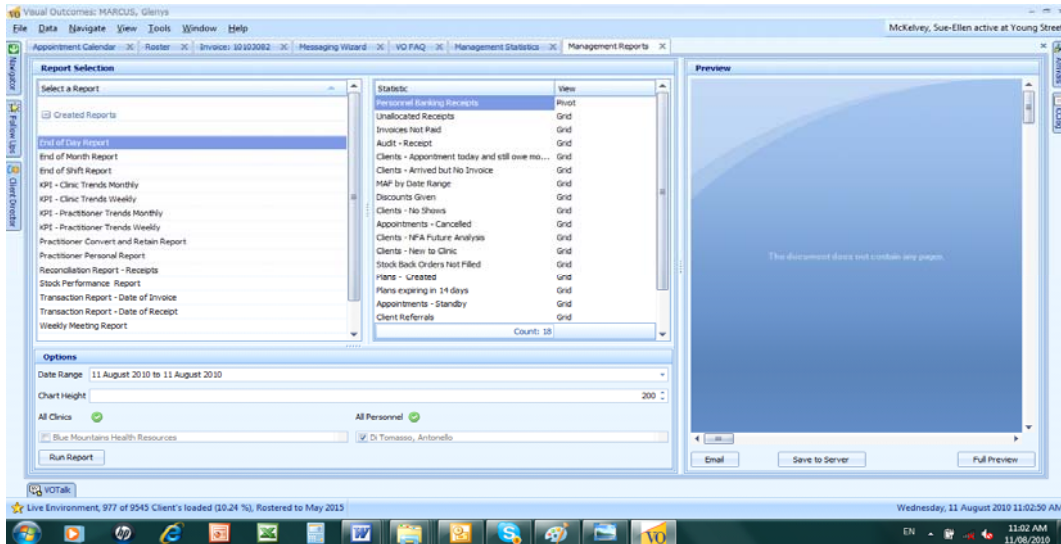 Visual Outcomes: MARCUS, Glenys
File Data Navigate View Tools Window Help
McKelvey, Sue-Ellen active at Young Street
Appointment Calendar Roster Invoice: 10103082 Messaging Wizard VO FAQ Management Statistics Management Reports
Navigator
Follow Ups
Client Director
Report Selection
Select a Report
Created Reports
End of Day Report
End of Month Report
End of Shift Report
KPI - Clinic Trends Monthly
KPI - Clinic Trends Weekly
KPI - Practitioner Trends Monthly
KPI - Practitioner Trends Weekly
Practitioner Convert and Retain Report
Practitioner Personal Report
Reconciliation Report - Receipts
Stock Performance Report
Transaction Report - Date of Invoice
Transaction Report - Date of Receipt
Weekly Meeting Report
Statistic View
Personnel Banking Receipts Pivot
Unallocated Receipts Grid
Invoices Not Paid Grid
Audit - Receipt Grid
Clients - Appointment today and still owe mo... Grid
Clients - Arrived but No Invoice Grid
MAF by Date Range Grid
Discounts Given Grid
Clients - No Shows Grid
Appointments - Cancelled Grid
Clients - NFA Future Analysis Grid
Clients - New to Clinic Grid
Stock Back Orders Not Filled Grid
Plans - Created Grid
Plans expiring in 14 days Grid
Appointments - Standby Grid
Client Referrals Grid
Count: 18
Preview
The document does not contain any pages.
Options
Date Range 11 August 2010 to 11 August 2010
Chart Height 200
All Clinics All Personnel
Blue Mountains Health Resources Di Tomasso, Antonello
Run Report
Email Save to Server Full Preview
VOTalk
Live Environment, 977 of 9545 Client's loaded (10.24 %), Rostered to May 2015
Wednesday, 11 August 2010 11:02:50 AM
EN
11:02 AM
11/08/2010